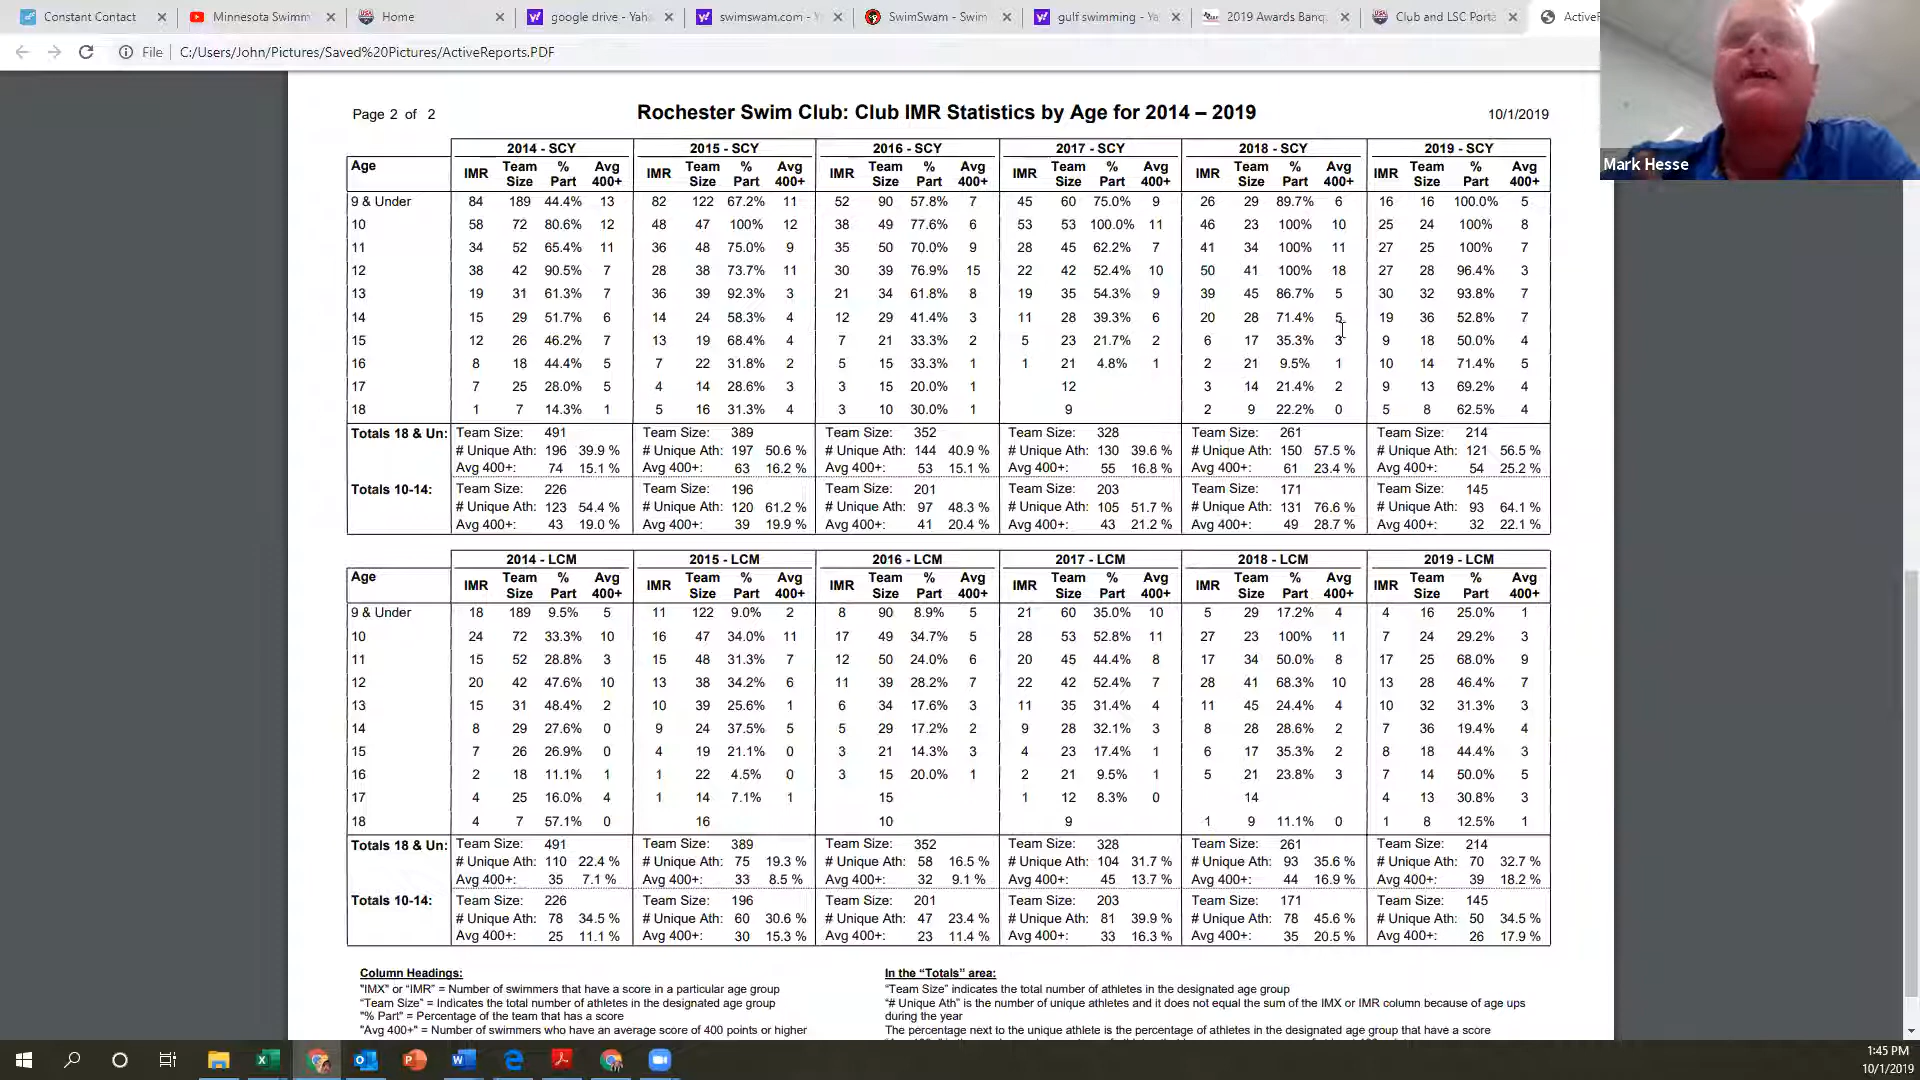 Constant Contact
Minnesota Swimm
Home
google drive - Yah
swimswam.com - Y
SwimSwam - Swim
gulf swimming - Ya
2019 Awards Banq
Club and LSC Porta
ActiveR
File C:/Users/John/Pictures/Saved%20Pictures/ActiveReports.PDF
Mark Hesse
Page 2 of 2 Rochester Swim Club: Club IMR Statistics by Age for 2014 – 2019 10/1/2019
2014 - SCY 2015 - SCY 2016 - SCY 2017 - SCY 2018 - SCY 2019 - SCY
Age IMR Team Size % Part Avg 400+ IMR Team Size % Part Avg 400+ IMR Team Size % Part Avg 400+ IMR Team Size % Part Avg 400+ IMR Team Size % Part Avg 400+ IMR Team Size % Part Avg 400+
9 & Under 84 189 44.4% 13 82 122 67.2% 11 52 90 57.8% 7 45 60 75.0% 9 26 29 89.7% 6 16 16 100.0% 5
10 58 72 80.6% 12 48 47 100% 12 38 49 77.6% 6 53 53 100.0% 11 46 23 100% 10 25 24 100% 8
11 34 52 65.4% 11 36 48 75.0% 9 35 50 70.0% 9 28 45 62.2% 7 41 34 100% 11 27 25 100% 7
12 38 42 90.5% 7 28 38 73.7% 11 30 39 76.9% 15 22 42 52.4% 10 50 41 100% 18 27 28 96.4% 3
13 19 31 61.3% 7 36 39 92.3% 3 21 34 61.8% 8 19 35 54.3% 9 39 45 86.7% 5 30 32 93.8% 7
14 15 29 51.7% 6 14 24 58.3% 4 12 29 41.4% 3 11 28 39.3% 6 20 28 71.4% 5 19 36 52.8% 7
15 12 26 46.2% 7 13 19 68.4% 4 7 21 33.3% 2 5 23 21.7% 2 6 17 35.3% 3 9 18 50.0% 4
16 8 18 44.4% 5 7 22 31.8% 2 5 15 33.3% 1 1 21 4.8% 1 2 21 9.5% 1 10 14 71.4% 5
17 7 25 28.0% 5 4 14 28.6% 3 3 15 20.0% 1 12 3 14 21.4% 2 9 13 69.2% 4
18 1 7 14.3% 1 5 16 31.3% 4 3 10 30.0% 1 9 2 9 22.2% 0 5 8 62.5% 4
Totals 18 & Un: Team Size: 491 Team Size: 389 Team Size: 352 Team Size: 328 Team Size: 261 Team Size: 214
# Unique Ath: 196 39.9 % # Unique Ath: 197 50.6 % # Unique Ath: 144 40.9 % # Unique Ath: 130 39.6 % # Unique Ath: 150 57.5 % # Unique Ath: 121 56.5 %
Avg 400+: 74 15.1 % Avg 400+: 63 16.2 % Avg 400+: 53 15.1 % Avg 400+: 55 16.8 % Avg 400+: 61 23.4 % Avg 400+: 54 25.2 %
Totals 10-14: Team Size: 226 Team Size: 196 Team Size: 201 Team Size: 203 Team Size: 171 Team Size: 145
# Unique Ath: 123 54.4 % # Unique Ath: 120 61.2 % # Unique Ath: 97 48.3 % # Unique Ath: 105 51.7 % # Unique Ath: 131 76.6 % # Unique Ath: 93 64.1 %
Avg 400+: 43 19.0 % Avg 400+: 39 19.9 % Avg 400+: 41 20.4 % Avg 400+: 43 21.2 % Avg 400+: 49 28.7 % Avg 400+: 32 22.1 %
2014 - LCM 2015 - LCM 2016 - LCM 2017 - LCM 2018 - LCM 2019 - LCM
Age IMR Team Size % Part Avg 400+ IMR Team Size % Part Avg 400+ IMR Team Size % Part Avg 400+ IMR Team Size % Part Avg 400+ IMR Team Size % Part Avg 400+ IMR Team Size % Part Avg 400+
9 & Under 18 189 9.5% 5 11 122 9.0% 2 8 90 8.9% 5 21 60 35.0% 10 5 29 17.2% 4 4 16 25.0% 1
10 24 72 33.3% 10 16 47 34.0% 11 17 49 34.7% 5 28 53 52.8% 11 27 23 100% 11 7 24 29.2% 3
11 15 52 28.8% 3 15 48 31.3% 7 12 50 24.0% 6 20 45 44.4% 8 17 34 50.0% 8 17 25 68.0% 9
12 20 42 47.6% 10 13 38 34.2% 6 11 39 28.2% 7 22 42 52.4% 7 28 41 68.3% 10 13 28 46.4% 7
13 15 31 48.4% 2 10 39 25.6% 1 6 34 17.6% 3 11 35 31.4% 4 11 45 24.4% 4 10 32 31.3% 3
14 8 29 27.6% 0 9 24 37.5% 5 5 29 17.2% 2 9 28 32.1% 3 8 28 28.6% 2 7 36 19.4% 4
15 7 26 26.9% 0 4 19 21.1% 0 3 21 14.3% 3 4 23 17.4% 1 6 17 35.3% 2 8 18 44.4% 3
16 2 18 11.1% 1 1 22 4.5% 0 3 15 20.0% 1 2 21 9.5% 1 5 21 23.8% 3 7 14 50.0% 5
17 4 25 16.0% 4 1 14 7.1% 1 15 1 12 8.3% 0 14 4 13 30.8% 3
18 4 7 57.1% 0 16 10 9 1 9 11.1% 0 1 8 12.5% 1
Totals 18 & Un: Team Size: 491 Team Size: 389 Team Size: 352 Team Size: 328 Team Size: 261 Team Size: 214
# Unique Ath: 110 22.4 % # Unique Ath: 75 19.3 % # Unique Ath: 58 16.5 % # Unique Ath: 104 31.7 % # Unique Ath: 93 35.6 % # Unique Ath: 70 32.7 %
Avg 400+: 35 7.1 % Avg 400+: 33 8.5 % Avg 400+: 32 9.1 % Avg 400+: 45 13.7 % Avg 400+: 44 16.9 % Avg 400+: 39 18.2 %
Totals 10-14: Team Size: 226 Team Size: 196 Team Size: 201 Team Size: 203 Team Size: 171 Team Size: 145
# Unique Ath: 78 34.5 % # Unique Ath: 60 30.6 % # Unique Ath: 47 23.4 % # Unique Ath: 81 39.9 % # Unique Ath: 78 45.6 % # Unique Ath: 50 34.5 %
Avg 400+: 25 11.1 % Avg 400+: 30 15.3 % Avg 400+: 23 11.4 % Avg 400+: 33 16.3 % Avg 400+: 35 20.5 % Avg 400+: 26 17.9 %
Column Headings:
"IMX" or "IMR" = Number of swimmers that have a score in a particular age group
"Team Size" = Indicates the total number of athletes in the designated age group
"% Part" = Percentage of the team that has a score
"Avg 400+" = Number of swimmers who have an average score of 400 points or higher
In the "Totals" area:
"Team Size" indicates the total number of athletes in the designated age group
"# Unique Ath" is the number of unique athletes and it does not equal the sum of the IMX or IMR column because of age ups
during the year
The percentage next to the unique athlete is the percentage of athletes in the designated age group that have a score
1:45 PM
10/1/2019